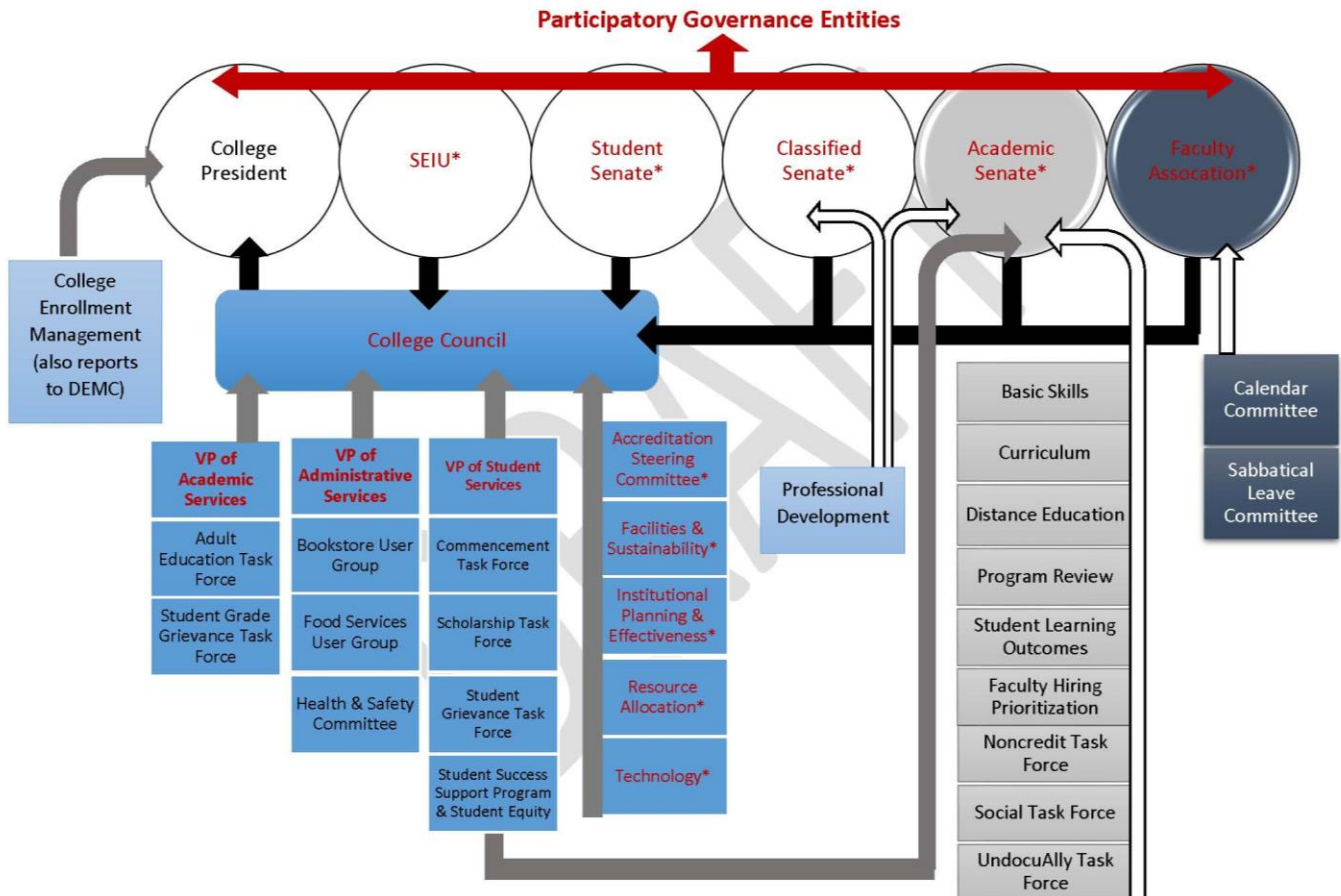 Participatory Governance Entities
College
President
SEIU*
Student
Senate*
Classified
Senate*
Academic
Senate*
Faculty
Assocation*
College
Enrollment
Management
(also reports
to DEMC)
College Council
VP of
Academic
Services
Adult
Education Task
Force
Student Grade
Grievance Task
Force
VP of
Administrative
Services
Bookstore User
Group
Food Services
User Group
Health & Safety
Committee
VP of Student
Services
Commencement
Task Force
Scholarship Task
Force
Student
Grievance Task
Force
Student Success
Support Program
& Student Equity
Accreditation
Steering
Committee*
Facilities &
Sustainability*
Institutional
Planning &
Effectiveness*
Resource
Allocation*
Technology*
Professional
Development
Basic Skills
Curriculum
Distance Education
Program Review
Student Learning
Outcomes
Faculty Hiring
Prioritization
Noncredit Task
Force
Social Task Force
UndocuAlly Task
Force
Calendar
Committee
Sabbatical
Leave
Committee
DRAFT